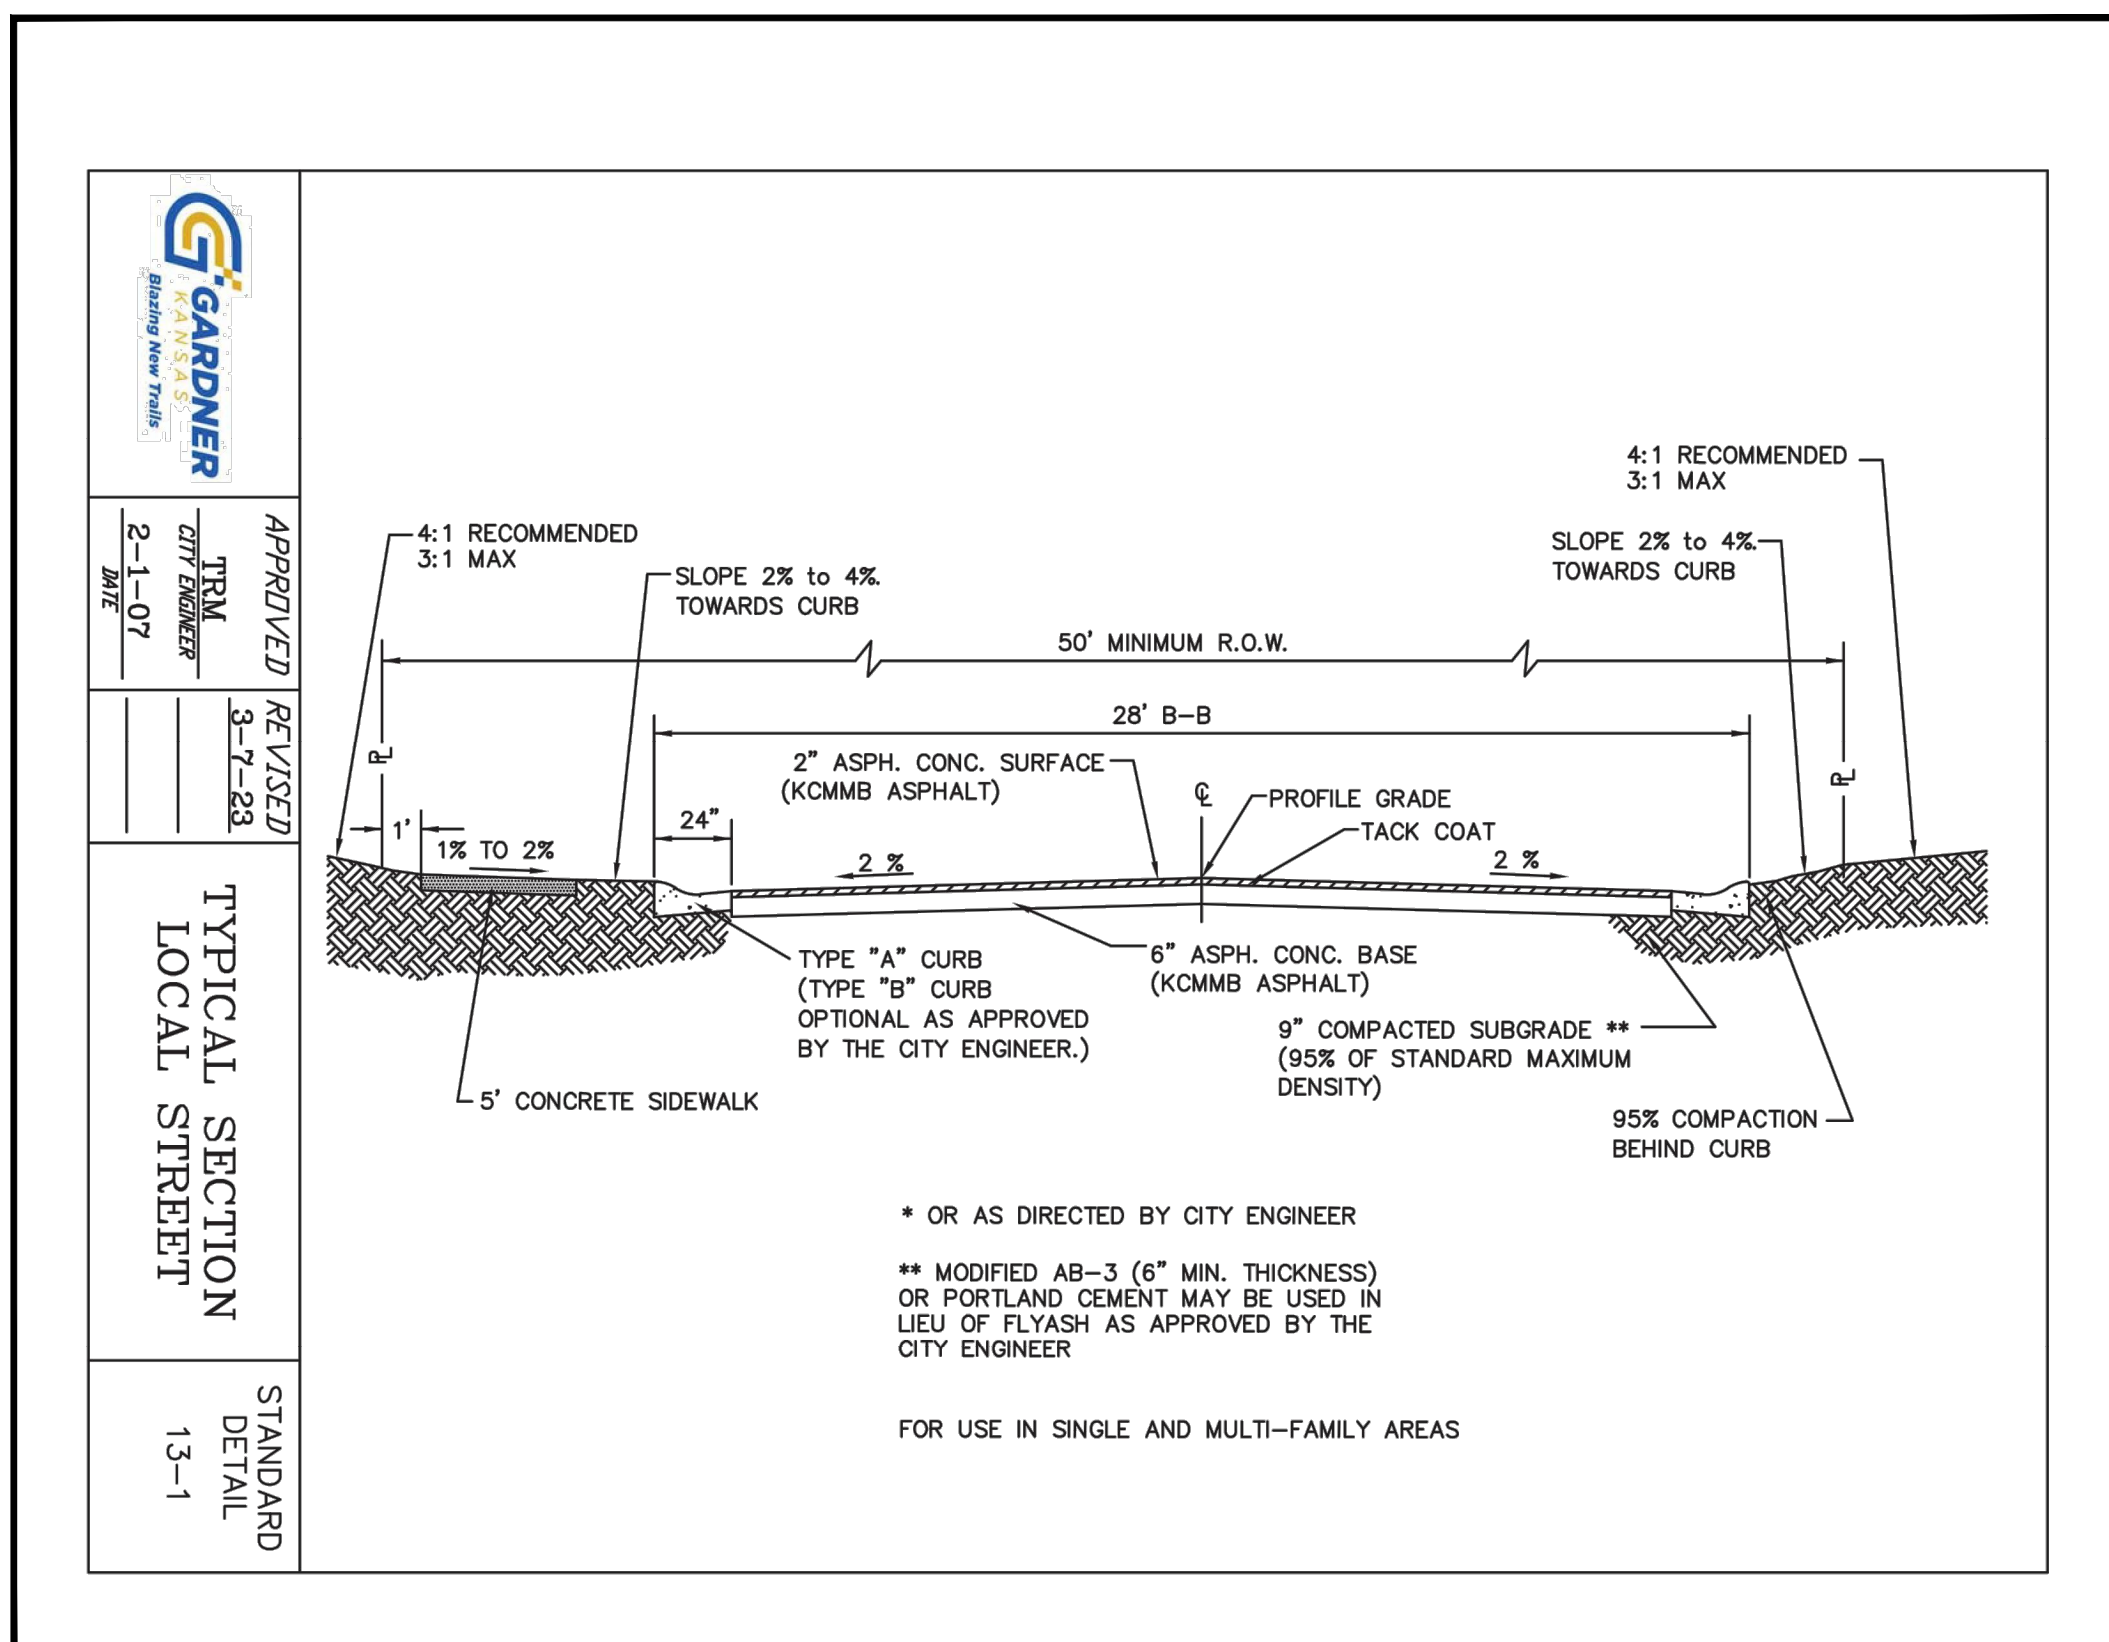 GARDNER
KANSAS
Blazing New Trails
APPROVED
TRM
CITY ENGINEER
2-1-07
DATE
REVISED
3-7-23
TYPICAL SECTION
LOCAL STREET
STANDARD
DETAIL
13-1
4:1 RECOMMENDED
3:1 MAX
SLOPE 2% to 4%.
TOWARDS CURB
4:1 RECOMMENDED
3:1 MAX
SLOPE 2% to 4%.
TOWARDS CURB
50' MINIMUM R.O.W.
28' B-B
PL
PL
2" ASPH. CONC. SURFACE
(KCMMB ASPHALT)
CL
PROFILE GRADE
TACK COAT
24"
1'
1% TO 2%
2 %
2 %
TYPE "A" CURB
(TYPE "B" CURB
OPTIONAL AS APPROVED
BY THE CITY ENGINEER.)
6" ASPH. CONC. BASE
(KCMMB ASPHALT)
9" COMPACTED SUBGRADE **
(95% OF STANDARD MAXIMUM
DENSITY)
5' CONCRETE SIDEWALK
95% COMPACTION
BEHIND CURB
* OR AS DIRECTED BY CITY ENGINEER
** MODIFIED AB-3 (6" MIN. THICKNESS)
OR PORTLAND CEMENT MAY BE USED IN
LIEU OF FLYASH AS APPROVED BY THE
CITY ENGINEER
FOR USE IN SINGLE AND MULTI-FAMILY AREAS